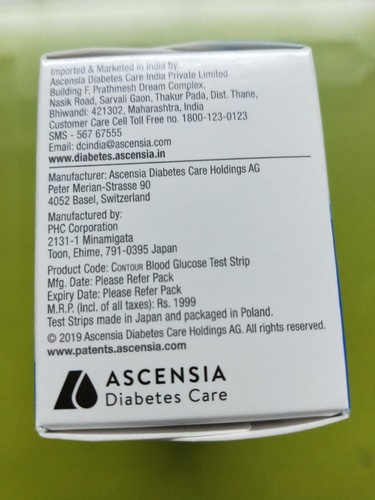 Imported & Marketed in India by:
Ascensia Diabetes Care India Private Limited
Building F, Prathmesh Dream Complex,
Nasik Road, Sarvali Gaon, Thakur Pada, Dist. Thane,
Bhiwandi: 421302, Maharashtra, India
Customer Care Cell Toll Free no. 1800-123-0123
SMS - 567 67555
Email: dcindia@ascensia.com
www.diabetes.ascensia.in
Manufacturer: Ascensia Diabetes Care Holdings AG
Peter Merian-Strasse 90
4052 Basel, Switzerland
Manufactured by:
PHC Corporation
2131-1 Minamigata
Toon, Ehime, 791-0395 Japan
Product Code: CONTOUR Blood Glucose Test Strip
Mfg. Date: Please Refer Pack
Expiry Date: Please Refer Pack
M.R.P. (Incl. of all taxes): Rs. 1999
Test Strips made in Japan and packaged in Poland.
© 2019 Ascensia Diabetes Care Holdings AG. All rights reserved.
www.patents.ascensia.com
ASCENSIA
Diabetes Care